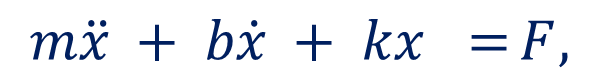 mẍ + bẋ + kx = F,